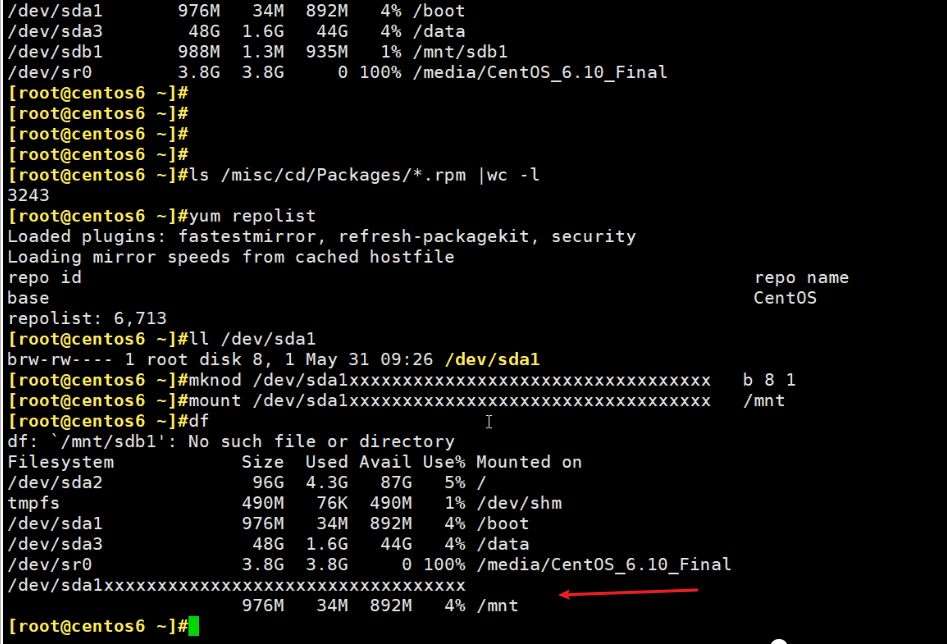 /dev/sda1       976M   34M  892M   4% /boot
/dev/sda3        48G  1.6G   44G   4% /data
/dev/sdb1       988M  1.3M  935M   1% /mnt/sdb1
/dev/sr0        3.8G  3.8G     0 100% /media/CentOS_6.10_Final
[root@centos6 ~]#
[root@centos6 ~]#
[root@centos6 ~]#
[root@centos6 ~]#
[root@centos6 ~]#ls /misc/cd/Packages/*.rpm |wc -l
3243
[root@centos6 ~]#yum repolist
Loaded plugins: fastestmirror, refresh-packagekit, security
Loading mirror speeds from cached hostfile
repo id                                                               repo name
base                                                                  CentOS
repolist: 6,713
[root@centos6 ~]#ll /dev/sda1
brw-rw---- 1 root disk 8, 1 May 31 09:26 /dev/sda1
[root@centos6 ~]#mknod /dev/sda1xxxxxxxxxxxxxxxxxxxxxxxxxxxxxxxxxx   b 8 1
[root@centos6 ~]#mount /dev/sda1xxxxxxxxxxxxxxxxxxxxxxxxxxxxxxxxxx   /mnt
[root@centos6 ~]#df
df: `/mnt/sdb1': No such file or directory
Filesystem            Size  Used Avail Use% Mounted on
/dev/sda2              96G  4.3G   87G   5% /
tmpfs                 490M   76K  490M   1% /dev/shm
/dev/sda1             976M   34M  892M   4% /boot
/dev/sda3              48G  1.6G   44G   4% /data
/dev/sr0              3.8G  3.8G     0 100% /media/CentOS_6.10_Final
/dev/sda1xxxxxxxxxxxxxxxxxxxxxxxxxxxxxxxxxx
                      976M   34M  892M   4% /mnt
[root@centos6 ~]#